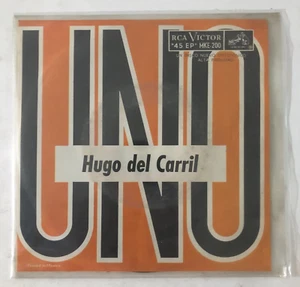 RCA VICTOR
"45 EP" MKE-200
UNO
Hugo del Carril